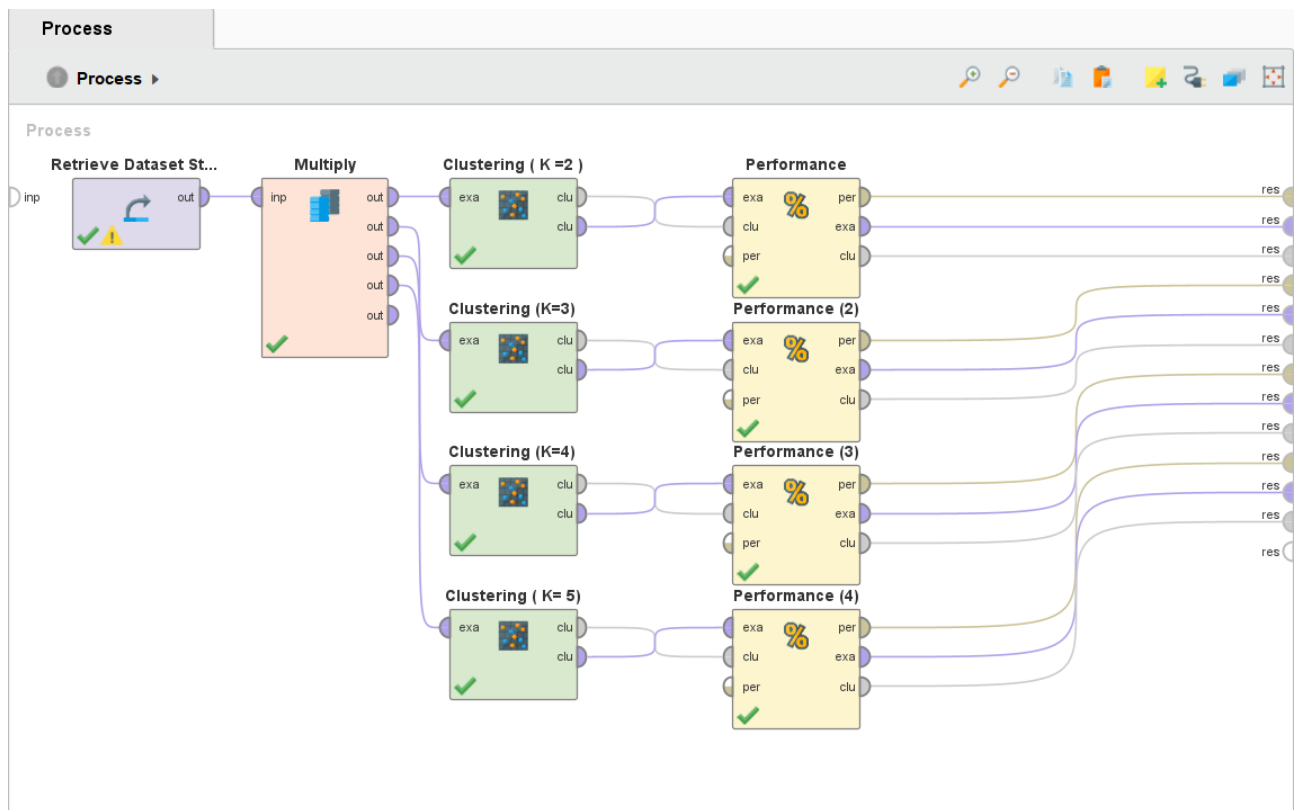 Process
Process
Process
Retrieve Dataset St... Multiply Clustering ( K =2 ) Performance
inp out inp out exa clu exa per res
out clu clu exa res
out per clu res
out res
Clustering (K=3) Performance (2)
out res
exa clu exa per res
clu clu exa res
per clu res
res
Clustering (K=4) Performance (3)
res
exa clu exa per res
clu clu exa res
per clu res
Clustering ( K= 5) Performance (4)
exa clu exa per
clu clu exa
per clu